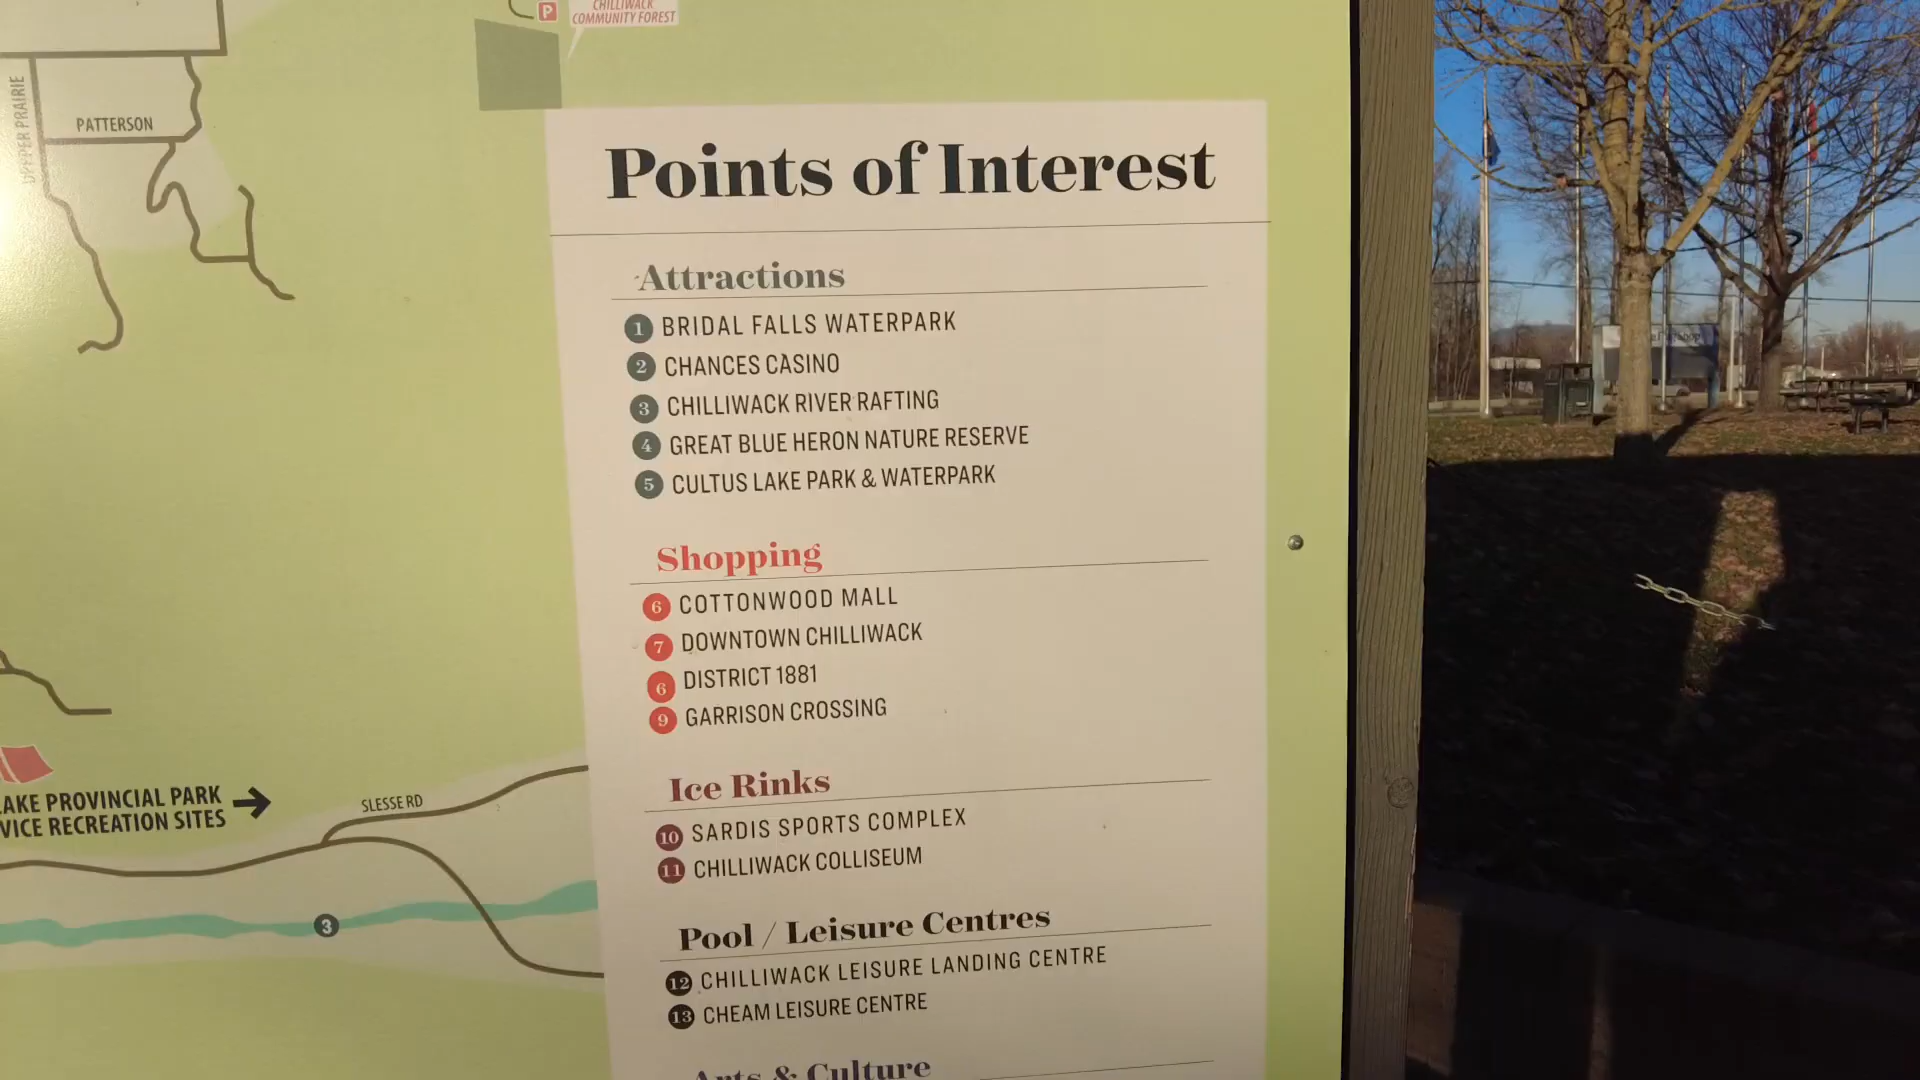 CHILLIWACK
COMMUNITY FOREST
P
UPPER PRAIRIE
PATTERSON
Points of Interest
Attractions
1 BRIDAL FALLS WATERPARK
2 CHANCES CASINO
3 CHILLIWACK RIVER RAFTING
4 GREAT BLUE HERON NATURE RESERVE
5 CULTUS LAKE PARK & WATERPARK
Shopping
6 COTTONWOOD MALL
7 DOWNTOWN CHILLIWACK
6 DISTRICT 1881
9 GARRISON CROSSING
Ice Rinks
10 SARDIS SPORTS COMPLEX
11 CHILLIWACK COLLISEUM
Pool / Leisure Centres
12 CHILLIWACK LEISURE LANDING CENTRE
13 CHEAM LEISURE CENTRE
Arts & Culture
AKE PROVINCIAL PARK
VICE RECREATION SITES
SLESSE RD
3